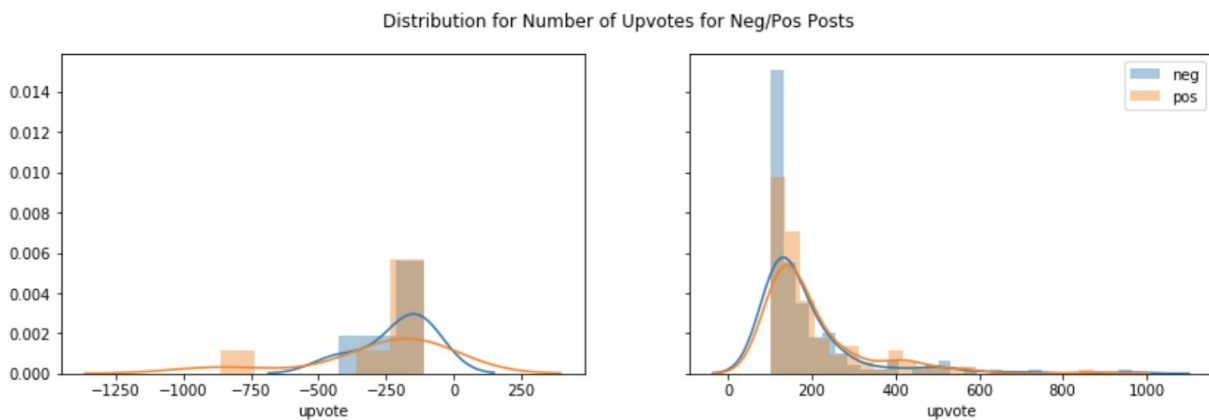 Distribution for Number of Upvotes for Neg/Pos Posts
0.014
0.012
0.010
0.008
0.006
0.004
0.002
0.000
−1250 −1000 −750 −500 −250 0 250
upvote
neg
pos
0 200 400 600 800 1000
upvote